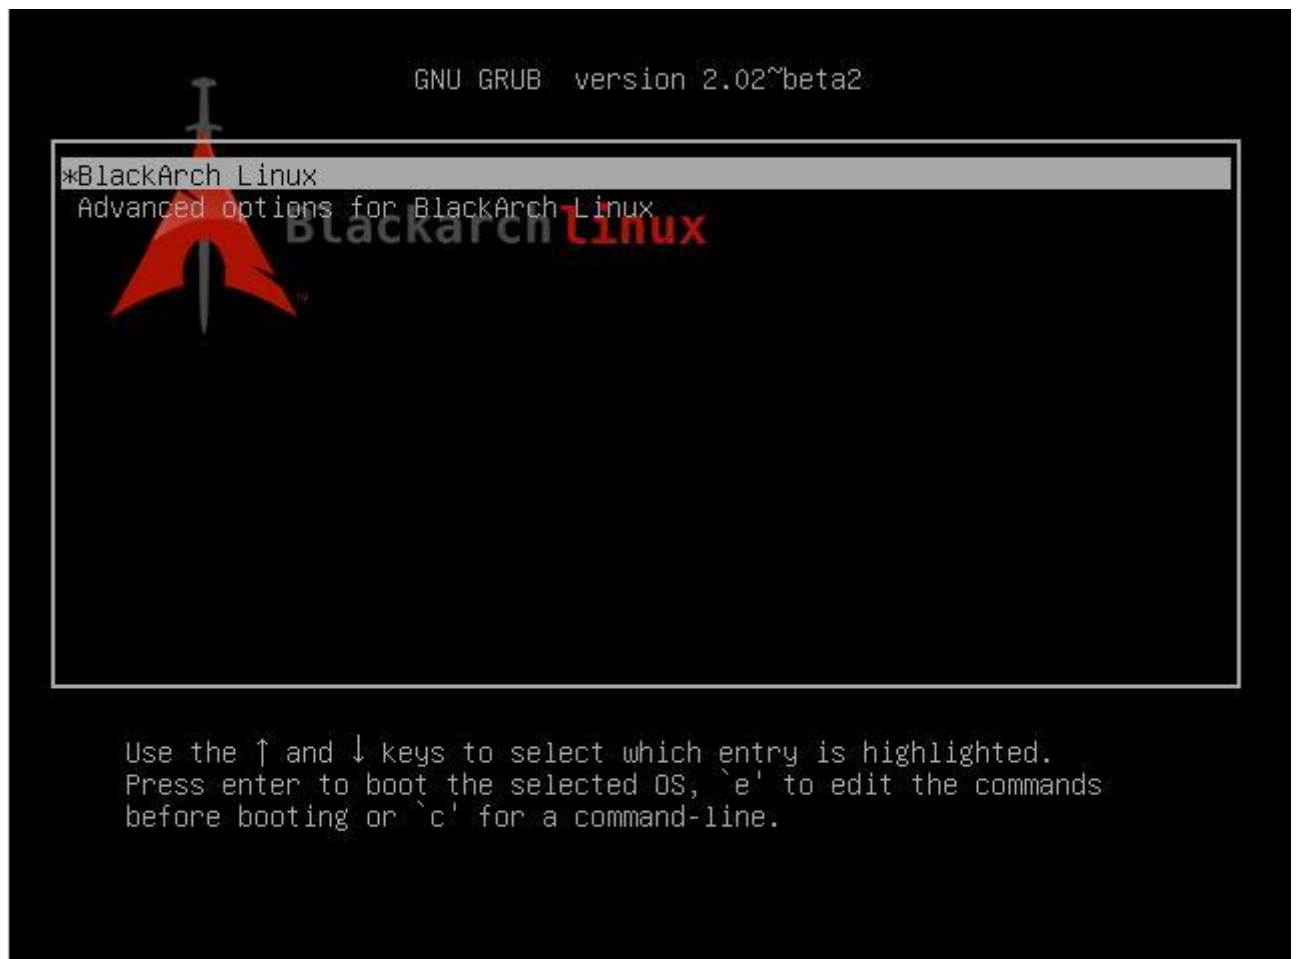 GNU GRUB  version 2.02~beta2
*BlackArch Linux
Advanced options for BlackArch Linux
Blackarch linux
TM
Use the ↑ and ↓ keys to select which entry is highlighted.
Press enter to boot the selected OS, `e' to edit the commands
before booting or `c' for a command-line.